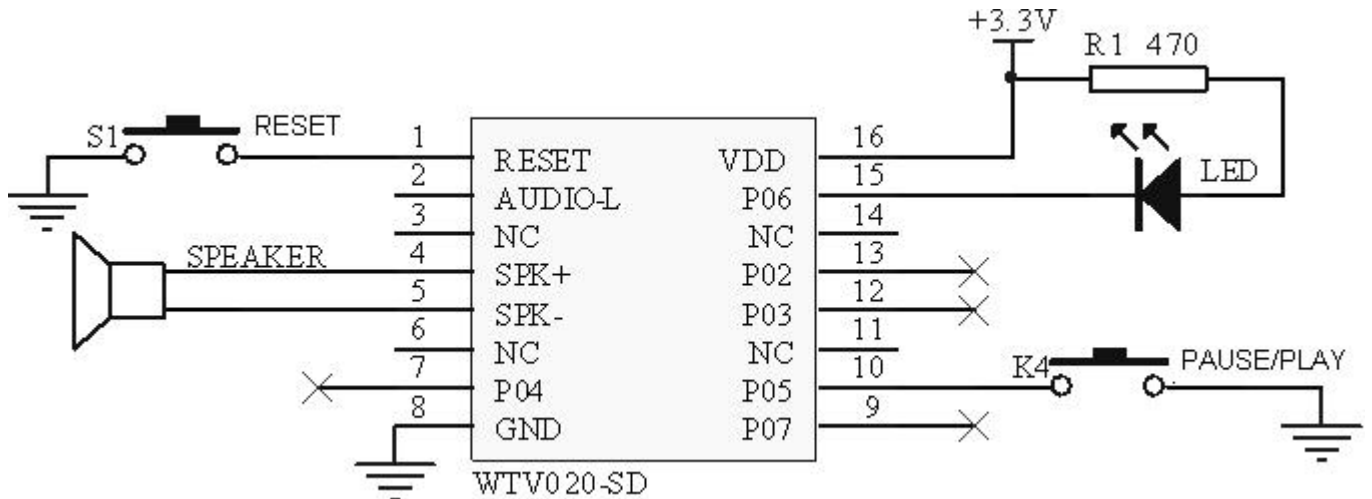 +3.3V
R1 470
S1 RESET
1 RESET VDD 16
2 AUDIO-L P06 15
LED
3 NC NC 14
SPEAKER
4 SPK+ P02 13
5 SPK- P03 12
6 NC NC 11
7 P04 P05 10
K4 PAUSE/PLAY
8 GND P07 9
WTV020-SD